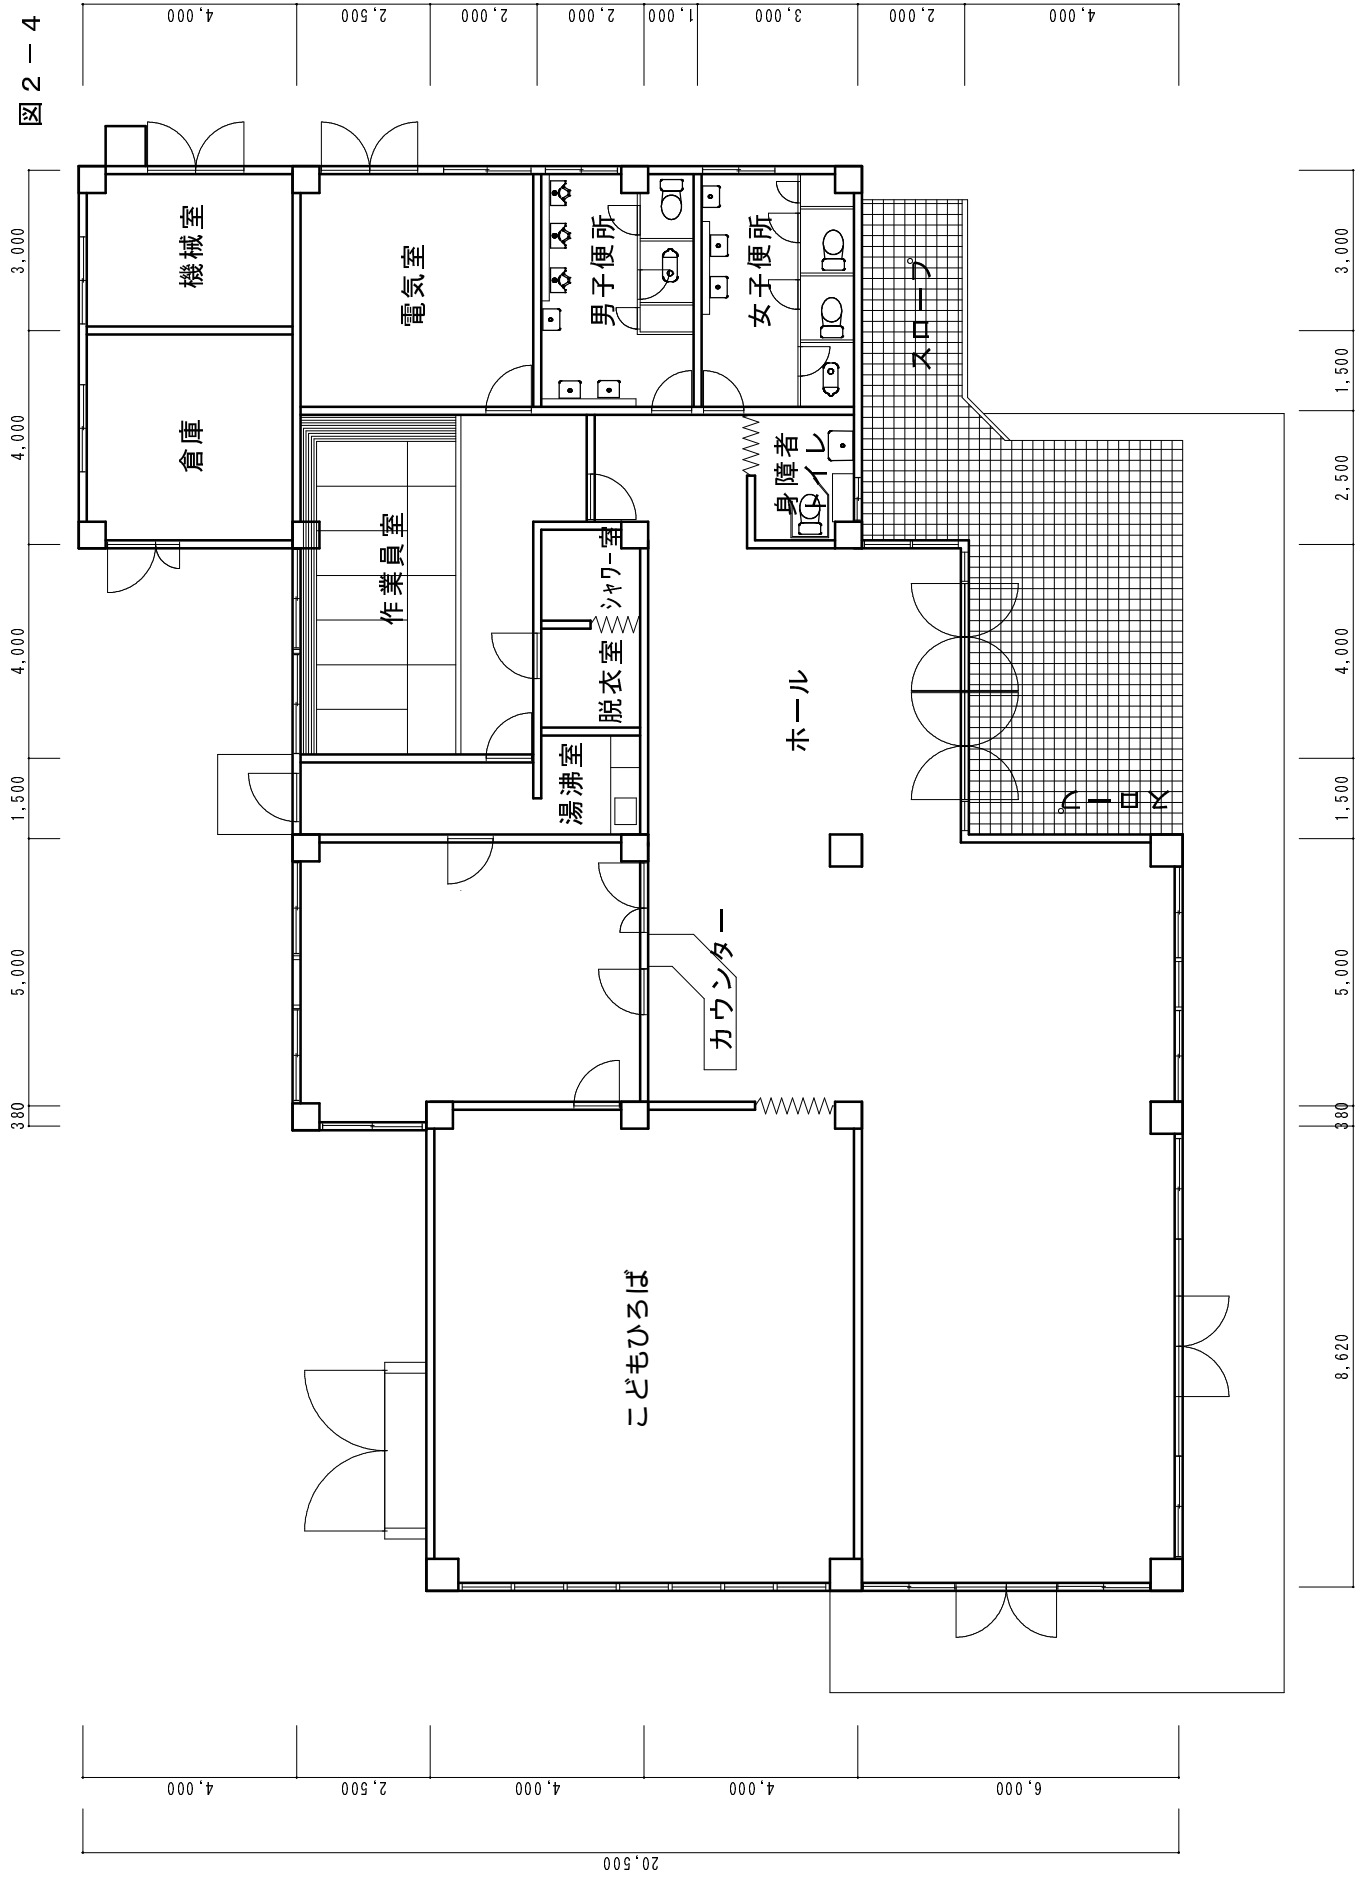 図2-4
4,000
2,500
2,000
2,000
1,000
3,000
2,000
4,000
3,000
4,000
4,000
1,500
5,000
380
3,000
1,500
2,500
4,000
1,500
5,000
380
8,620
機械室
倉庫
電気室
作業員室
男子便所
女子便所
身障者
トイレ
シャワー室
脱衣室
湯沸室
ホール
スロープ
スロープ
カウンター
こどもひろば
4,000
2,500
4,000
4,000
6,000
20,500